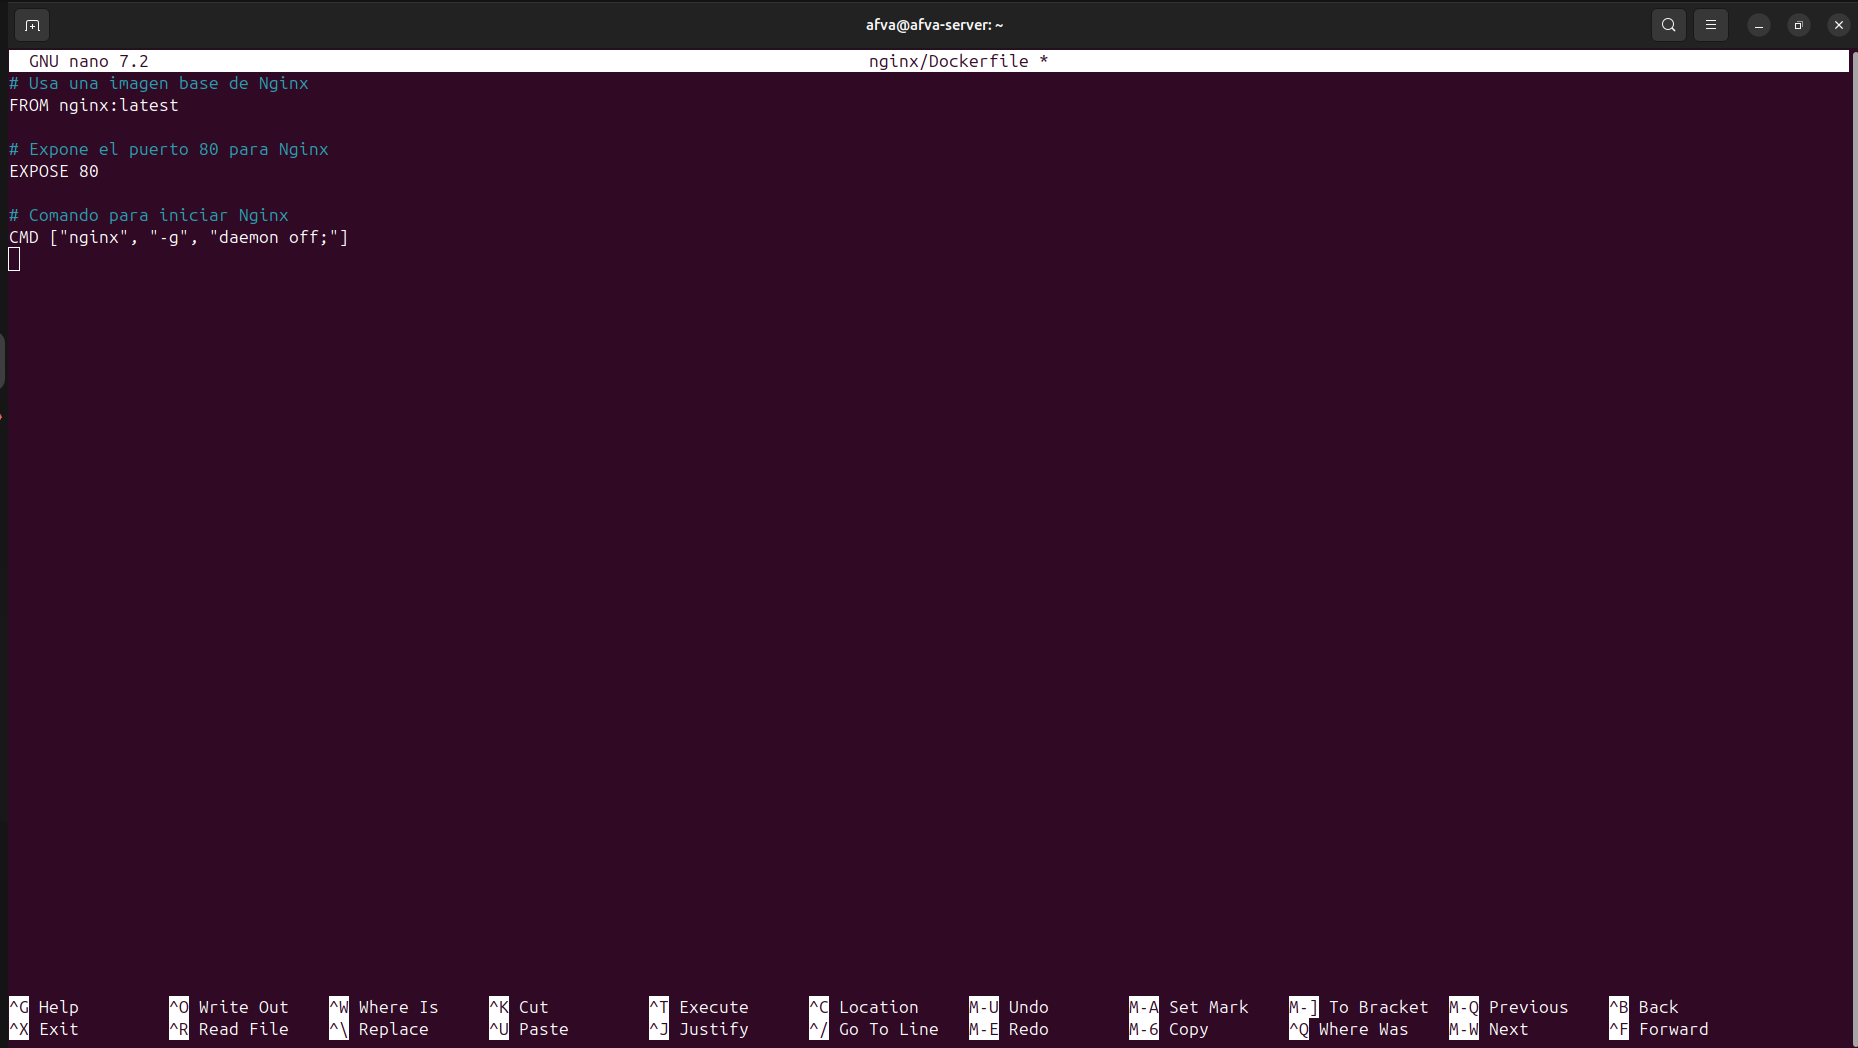 afva@afva-server: ~
GNU nano 7.2 nginx/Dockerfile *
# Usa una imagen base de Nginx
FROM nginx:latest
# Expone el puerto 80 para Nginx
EXPOSE 80
# Comando para iniciar Nginx
CMD ["nginx", "-g", "daemon off;"]
^G Help ^O Write Out ^W Where Is ^K Cut ^T Execute ^C Location M-U Undo M-A Set Mark M-] To Bracket M-Q Previous ^B Back
^X Exit ^R Read File ^\ Replace ^U Paste ^J Justify ^/ Go To Line M-E Redo M-6 Copy ^Q Where Was M-W Next ^F Forward